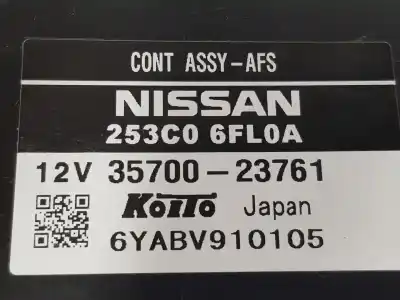 CONT ASSY-AFS
NISSAN
253C0 6FL0A
12V 35700-23761
KOITO Japan
6YABV910105